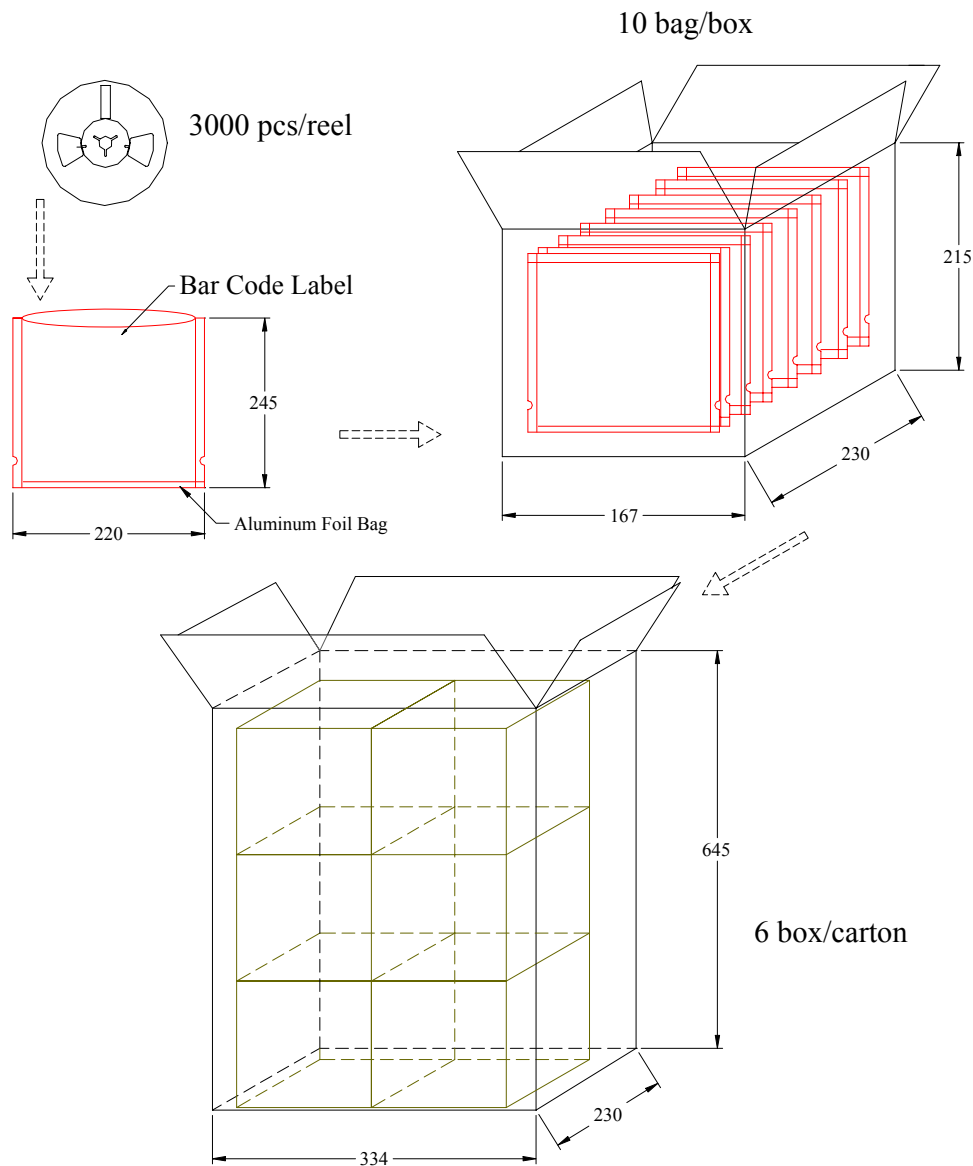 10 bag/box
3000 pcs/reel
Bar Code Label
245
Aluminum Foil Bag
220
215
230
167
645
6 box/carton
230
334